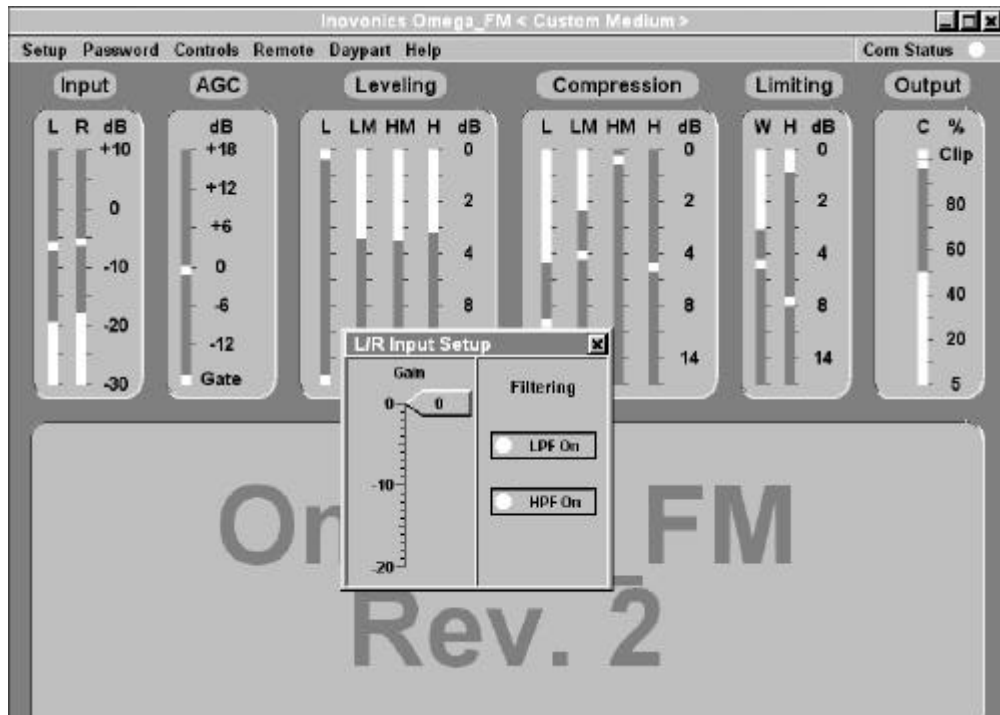 Inovonics Omega_FM < Custom Medium >
Setup Password Controls Remote Daypart Help Com Status
Input AGC Leveling Compression Limiting Output
L R dB dB L LM HM H dB L LM HM H dB W H dB C %
+10 +18 0 0 0 Clip
+12
0 2 2 2 80
+6
-10 0 4 4 4 60
-6 8 8 8 40
-20 -12 14 14 20
-30 Gate 5
L/R Input Setup
Gain
Filtering
0 0
LPF On
-10
HPF On
-20
FM
Rev. 2